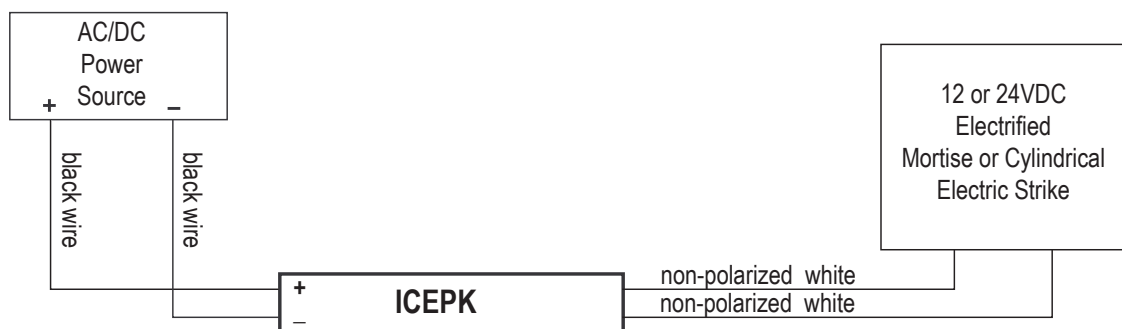 AC/DC
Power
Source
+
–
black wire
black wire
12 or 24VDC
Electrified
Mortise or Cylindrical
Electric Strike
+
–
ICEPK
non-polarized white
non-polarized white